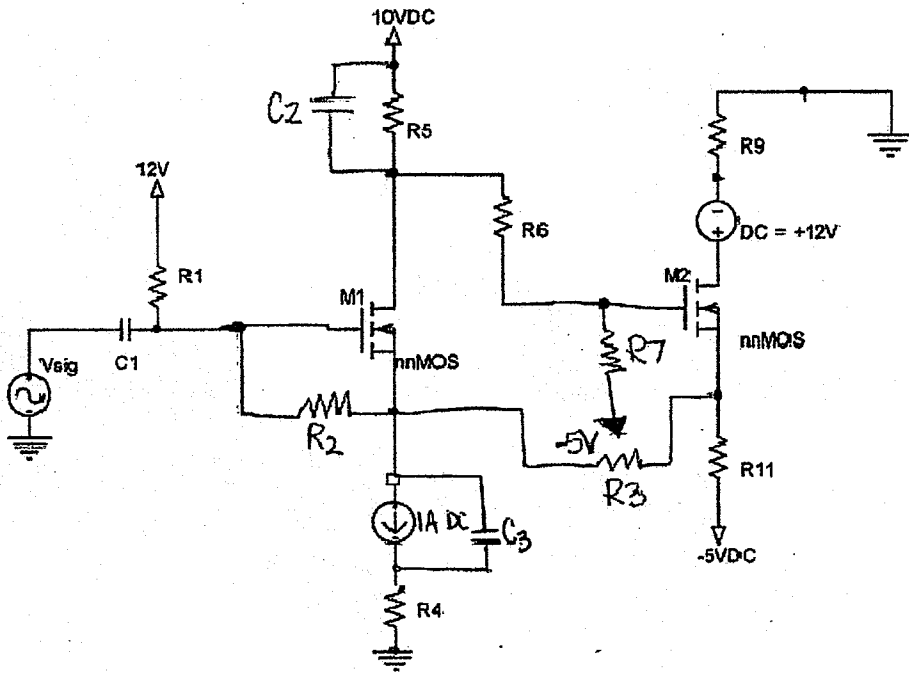 10VDC
C2
R5
12V
R9
R6
-
+
DC = +12V
R1
M1
M2
Vsig
C1
nnMOS
R7
nnMOS
R2
-5V
R3
R11
1A DC
C3
-5VDC
R4